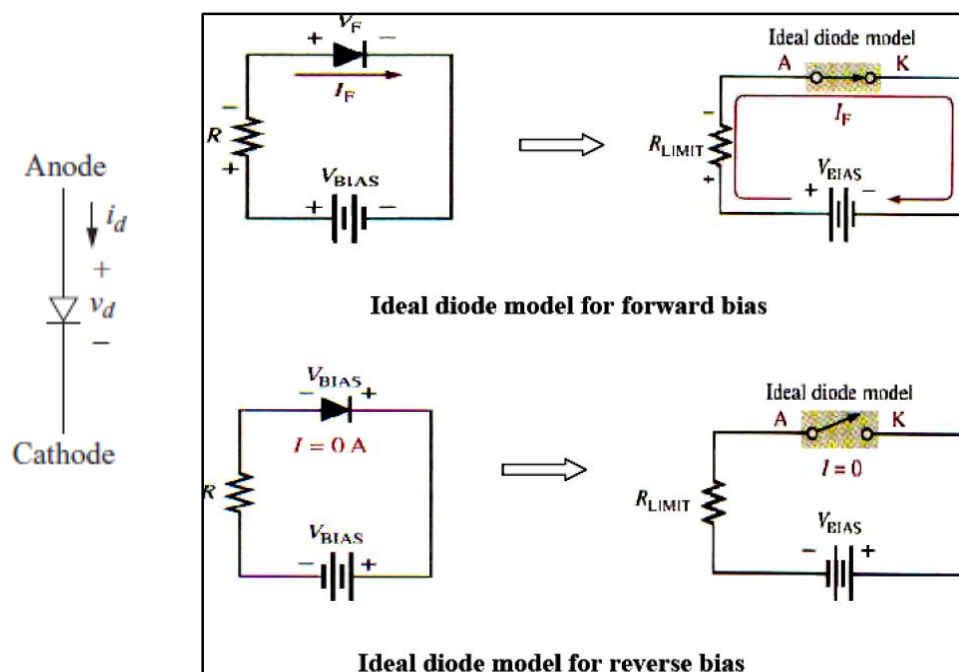 Anode
i_d
+
v_d
−
Cathode
V_F
+ −
I_F
−
R
+
V_BIAS
+ −
Ideal diode model
A K
I_F
−
R_LIMIT
+
V_BIAS
+ −
Ideal diode model for forward bias
V_BIAS
− +
I = 0 A
R
V_BIAS
− +
Ideal diode model
A K
I = 0
R_LIMIT
V_BIAS
− +
Ideal diode model for reverse bias